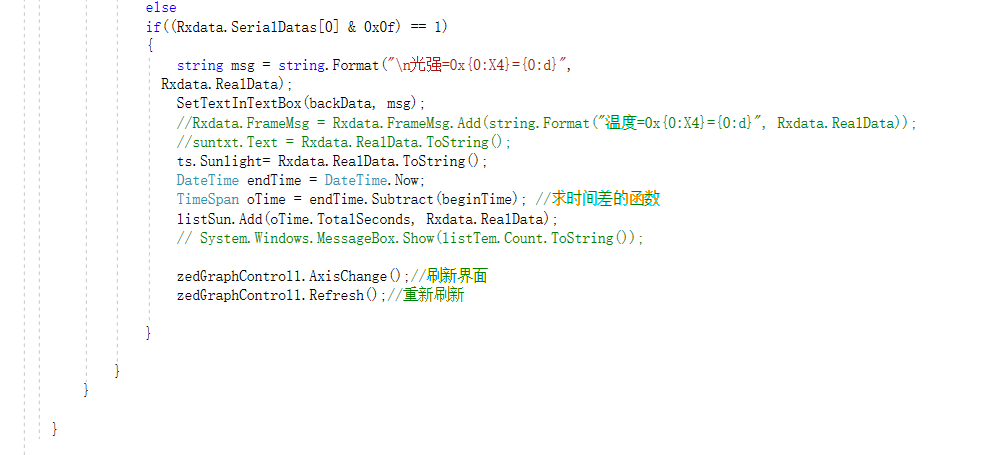 else
if((Rxdata.SerialDatas[0] & 0x0f) == 1)
{
string msg = string.Format("\n光强=0x{0:X4}={0:d}",
Rxdata.RealData);
SetTextInTextBox(backData, msg);
//Rxdata.FrameMsg = Rxdata.FrameMsg.Add(string.Format("温度=0x{0:X4}={0:d}", Rxdata.RealData));
//suntxt.Text = Rxdata.RealData.ToString();
ts.Sunlight= Rxdata.RealData.ToString();
DateTime endTime = DateTime.Now;
TimeSpan oTime = endTime.Subtract(beginTime); //求时间差的函数
listSun.Add(oTime.TotalSeconds, Rxdata.RealData);
// System.Windows.MessageBox.Show(listTem.Count.ToString());
zedGraphControl1.AxisChange();//刷新界面
zedGraphControl1.Refresh();//重新刷新
}
}
}
}